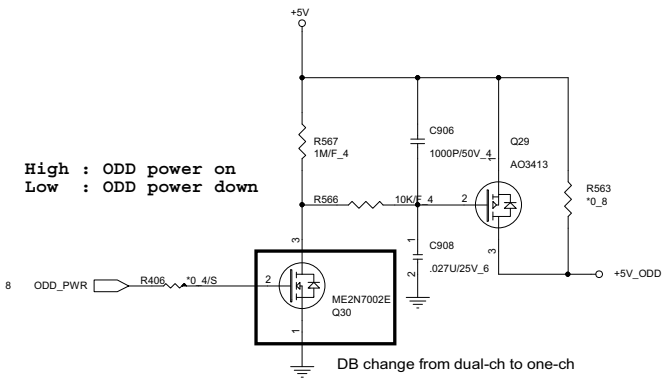 +5V
R567
1M/F_4
C906
1000P/50V_4
Q29
AO3413
1
High : ODD power on
Low : ODD power down
R563
*0_8
R566
10K/F_4
2
3
3
1
C908
.027U/25V_6
2
+5V_ODD
8 ODD_PWR
R406
*0_4/S
2
ME2N7002E
Q30
1
DB change from dual-ch to one-ch